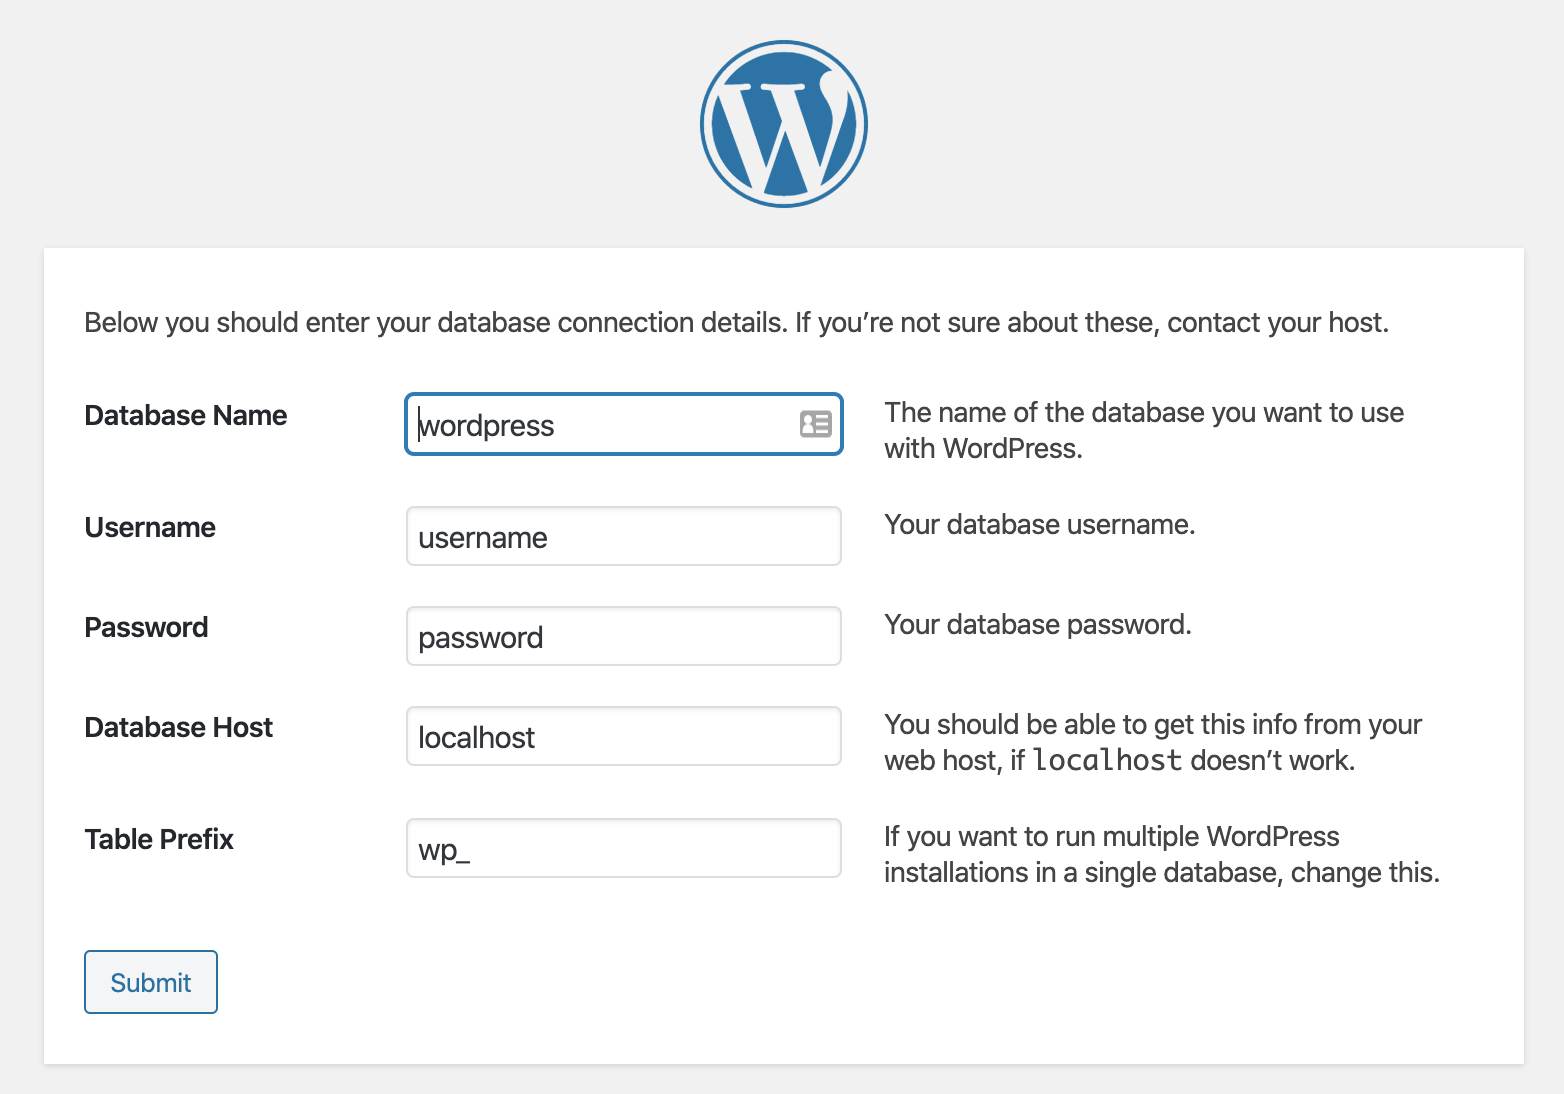 Below you should enter your database connection details. If you’re not sure about these, contact your host.
Database Name
wordpress
The name of the database you want to use
with WordPress.
Username
username
Your database username.
Password
password
Your database password.
Database Host
localhost
You should be able to get this info from your
web host, if localhost doesn’t work.
Table Prefix
wp_
If you want to run multiple WordPress
installations in a single database, change this.
Submit